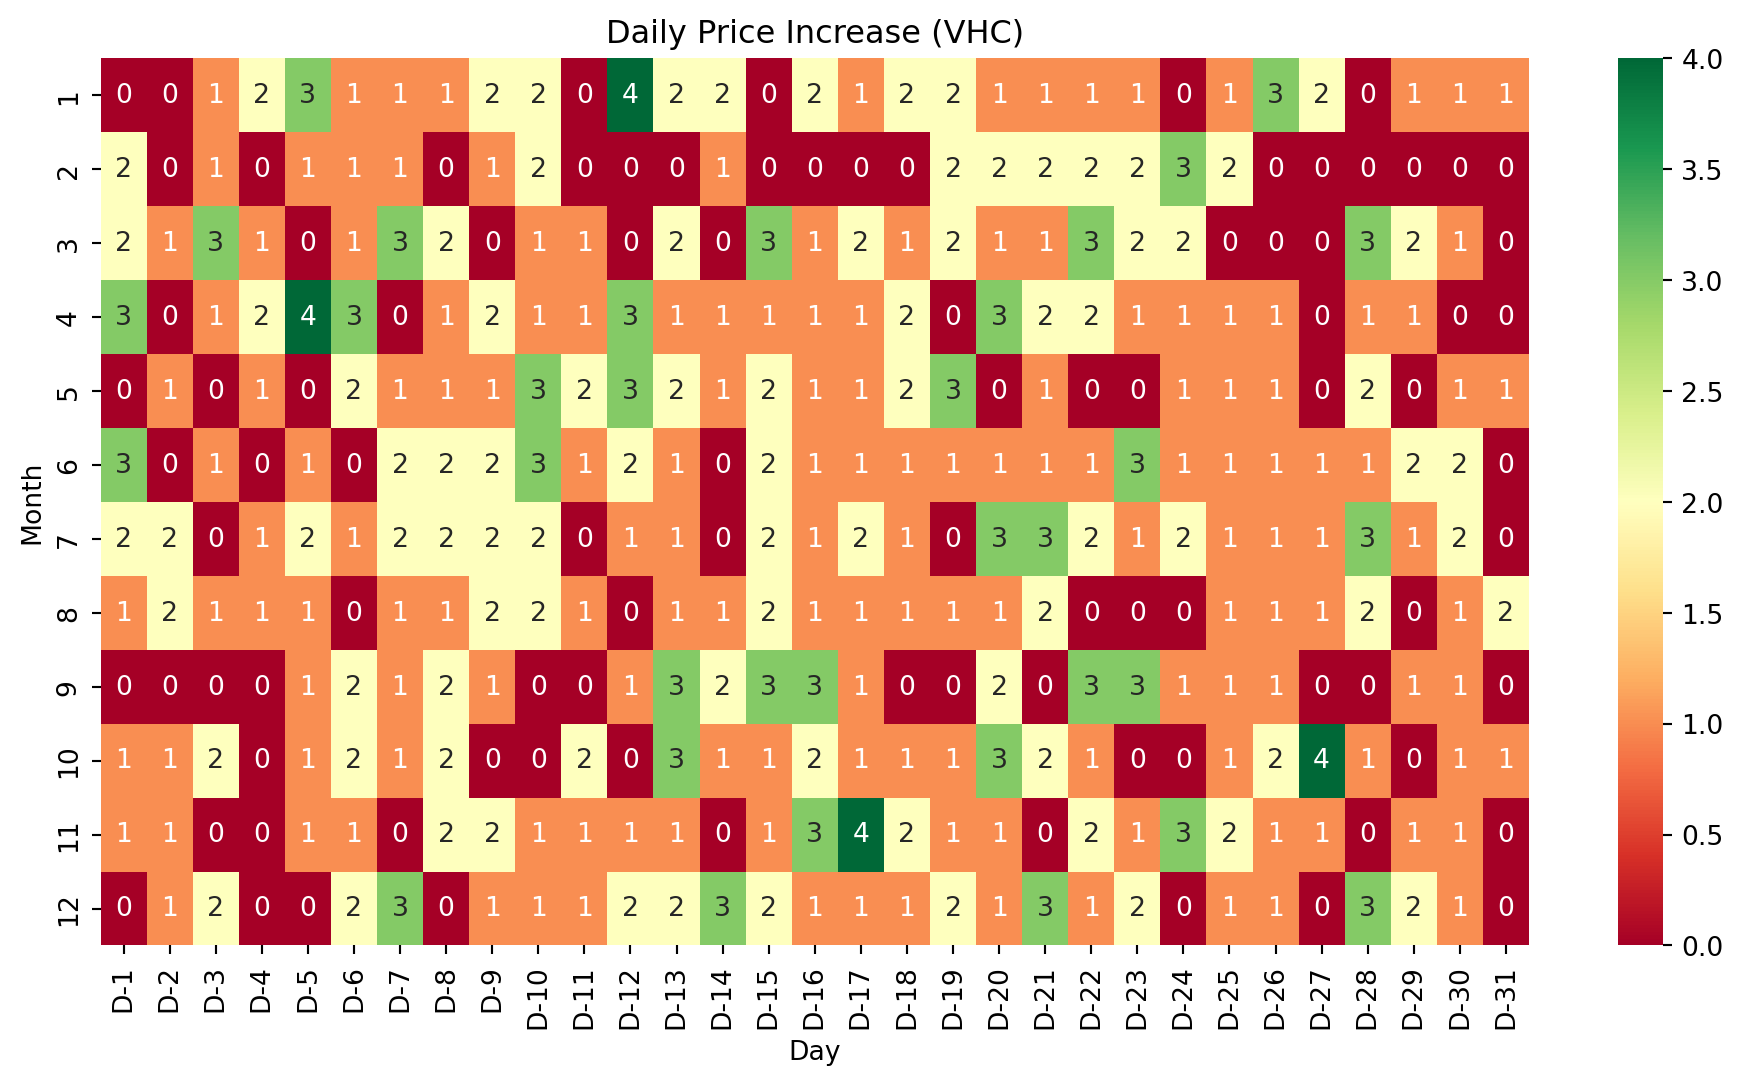 Daily Price Increase (VHC)
1 0 0 1 2 3 1 1 1 2 2 0 4 2 2 0 2 1 2 2 1 1 1 1 0 1 3 2 0 1 1 1
2 2 0 1 0 1 1 1 0 1 2 0 0 0 1 0 0 0 0 2 2 2 2 2 3 2 0 0 0 0 0 0
3 2 1 3 1 0 1 3 2 0 1 1 0 2 0 3 1 2 1 2 1 1 3 2 2 0 0 0 3 2 1 0
4 3 0 1 2 4 3 0 1 2 1 1 3 1 1 1 1 1 2 0 3 2 2 1 1 1 1 0 1 1 0 0
5 0 1 0 1 0 2 1 1 1 3 2 3 2 1 2 1 1 2 3 0 1 0 0 1 1 1 0 2 0 1 1
6 3 0 1 0 1 0 2 2 2 3 1 2 1 0 2 1 1 1 1 1 1 1 3 1 1 1 1 1 2 2 0
7 2 2 0 1 2 1 2 2 2 2 0 1 1 0 2 1 2 1 0 3 3 2 1 2 1 1 1 3 1 2 0
8 1 2 1 1 1 0 1 1 2 2 1 0 1 1 2 1 1 1 1 1 2 0 0 0 1 1 1 2 0 1 2
9 0 0 0 0 1 2 1 2 1 0 0 1 3 2 3 3 1 0 0 2 0 3 3 1 1 1 0 0 1 1 0
10 1 1 2 0 1 2 1 2 0 0 2 0 3 1 1 2 1 1 1 3 2 1 0 0 1 2 4 1 0 1 1
11 1 1 0 0 1 1 0 2 2 1 1 1 1 0 1 3 4 2 1 1 0 2 1 3 2 1 1 0 1 1 0
12 0 1 2 0 0 2 3 0 1 1 1 2 2 3 2 1 1 1 2 1 3 1 2 0 1 1 0 3 2 1 0
Month
D-1 D-2 D-3 D-4 D-5 D-6 D-7 D-8 D-9 D-10 D-11 D-12 D-13 D-14 D-15 D-16 D-17 D-18 D-19 D-20 D-21 D-22 D-23 D-24 D-25 D-26 D-27 D-28 D-29 D-30 D-31
Day
4.0
3.5
3.0
2.5
2.0
1.5
1.0
0.5
0.0